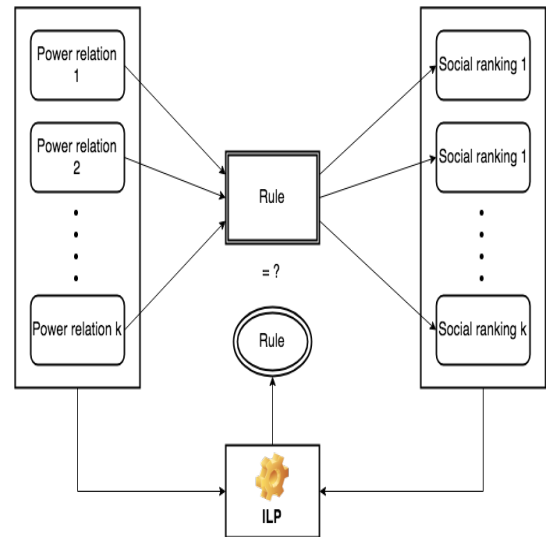 Power relation
1
Power relation
2
Power relation k
Rule
= ?
Rule
ILP
Social ranking 1
Social ranking 1
Social ranking k